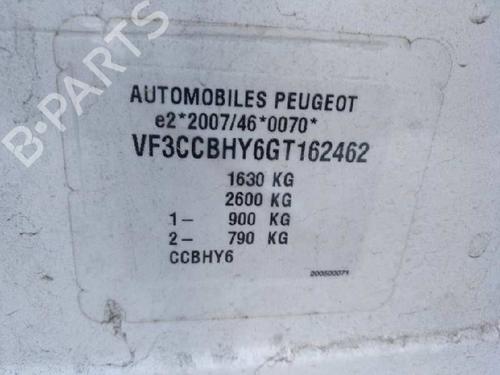 B-PARTS
AUTOMOBILES PEUGEOT
e2*2007/46*0070*
VF3CCBHY6GT162462
1630 KG
2600 KG
1- 900 KG
2- 790 KG
CCBHY6
200500071